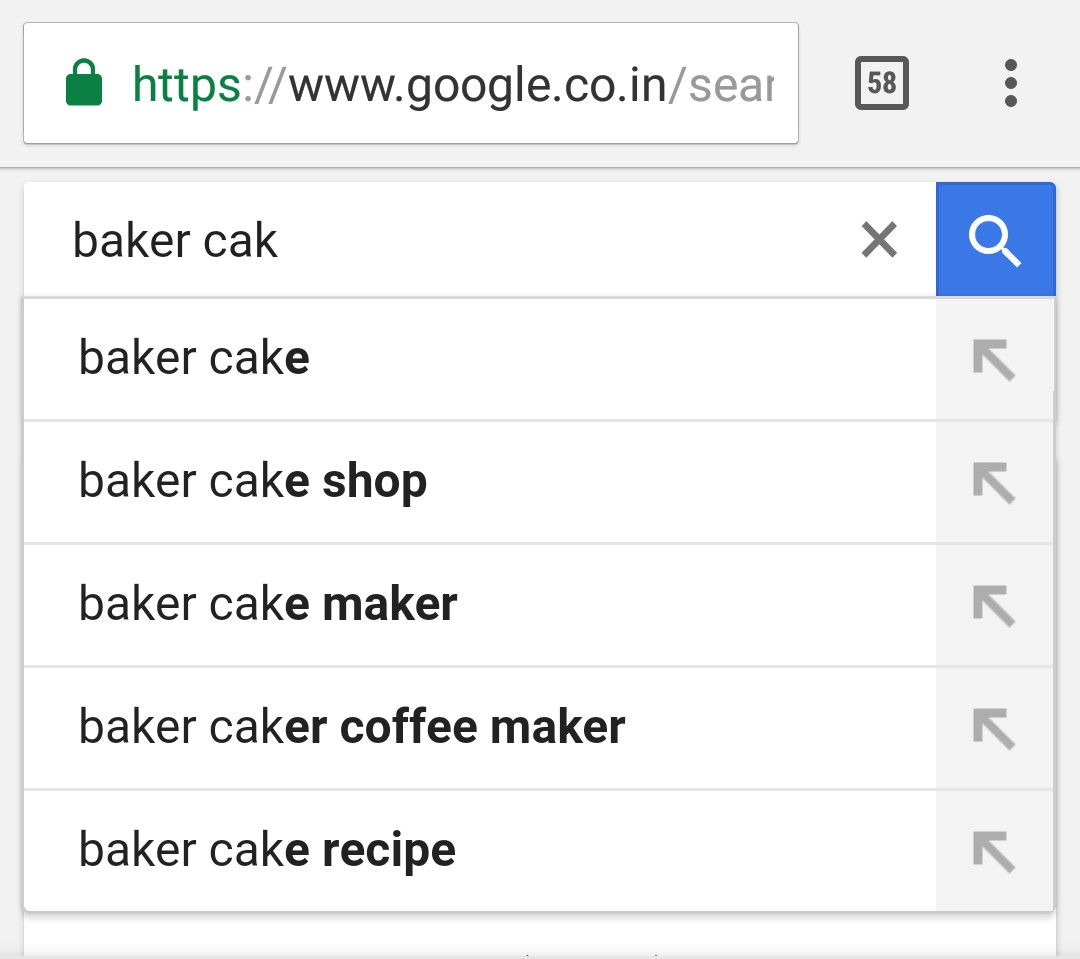 https://www.google.co.in/sear
58
baker cak
baker cake
baker cake shop
baker cake maker
baker caker coffee maker
baker cake recipe